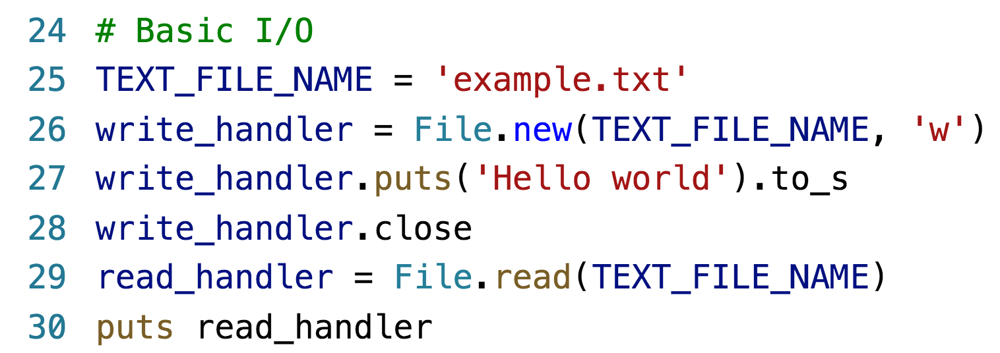 24 # Basic I/O
25 TEXT_FILE_NAME = 'example.txt'
26 write_handler = File.new(TEXT_FILE_NAME, 'w')
27 write_handler.puts('Hello world').to_s
28 write_handler.close
29 read_handler = File.read(TEXT_FILE_NAME)
30 puts read_handler